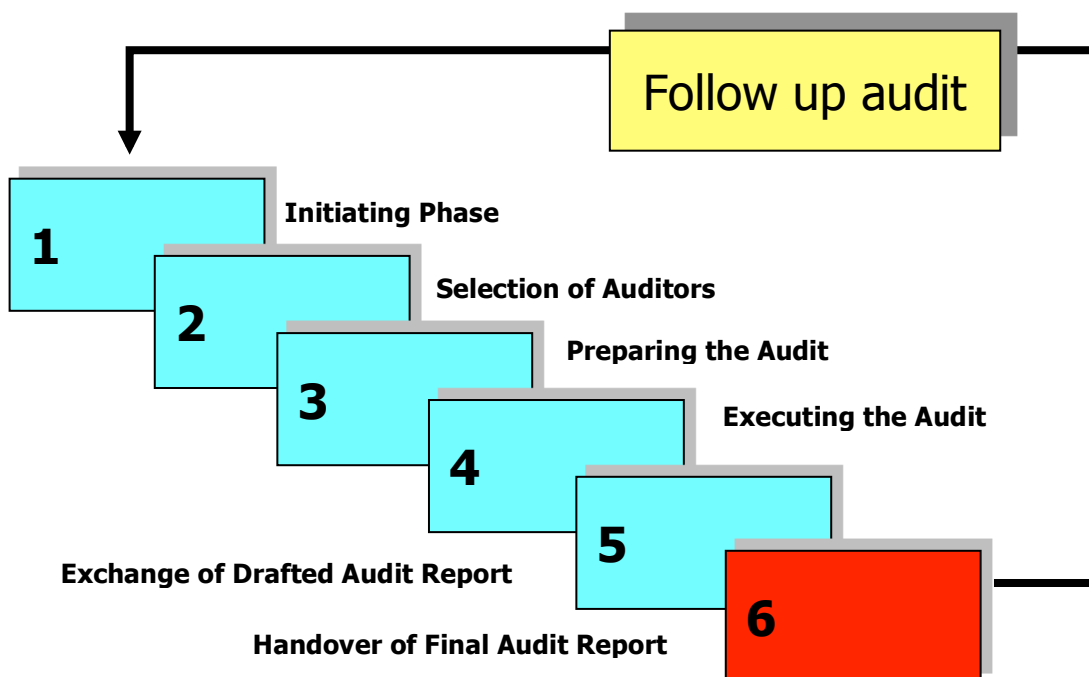 Follow up audit
1
Initiating Phase
2
Selection of Auditors
3
Preparing the Audit
4
Executing the Audit
5
Exchange of Drafted Audit Report
6
Handover of Final Audit Report